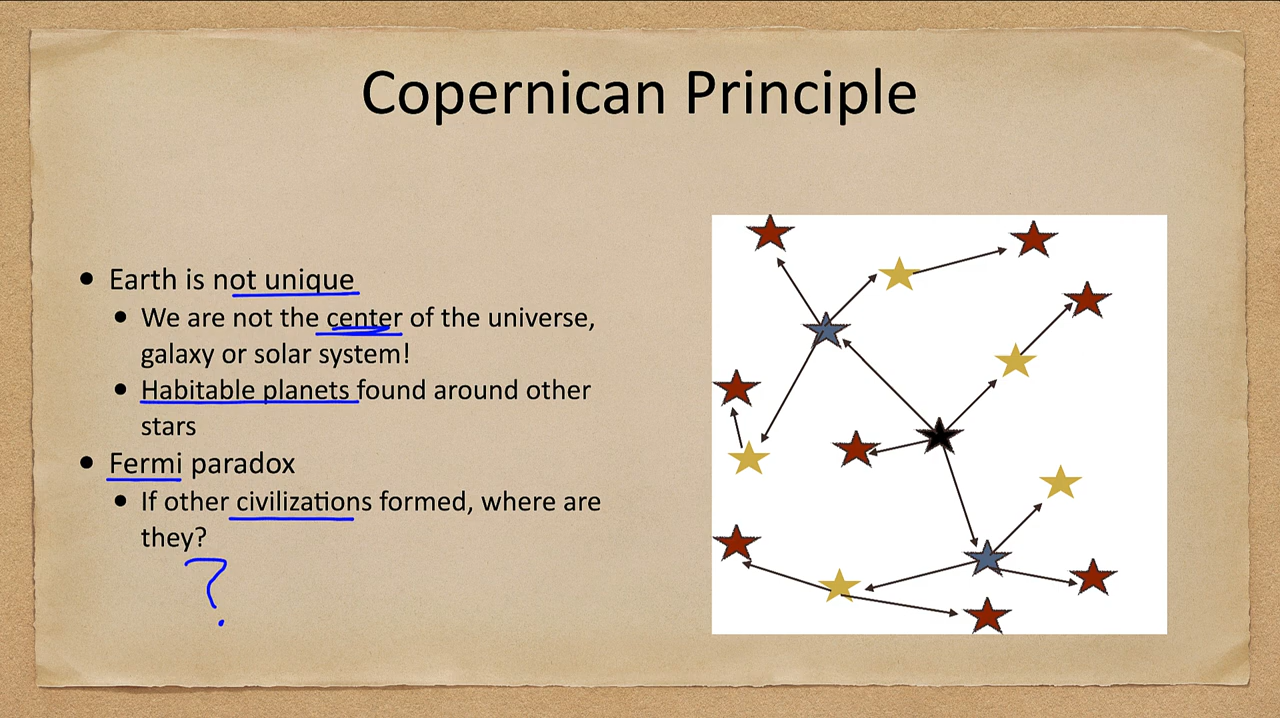 Copernican Principle
• Earth is not unique
• We are not the center of the universe,
galaxy or solar system!
• Habitable planets found around other
stars
• Fermi paradox
• If other civilizations formed, where are
they?
?